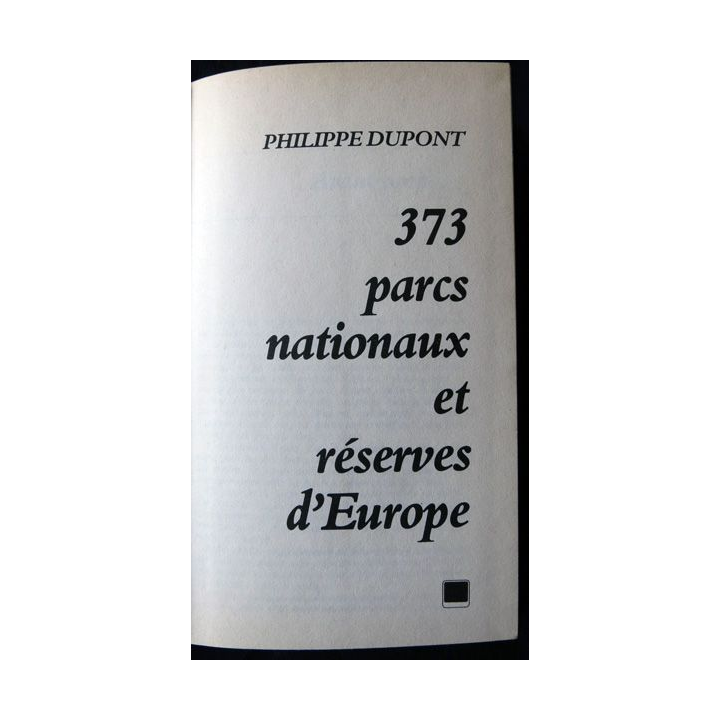 PHILIPPE DUPONT
373
parcs
nationaux
et
réserves
d'Europe